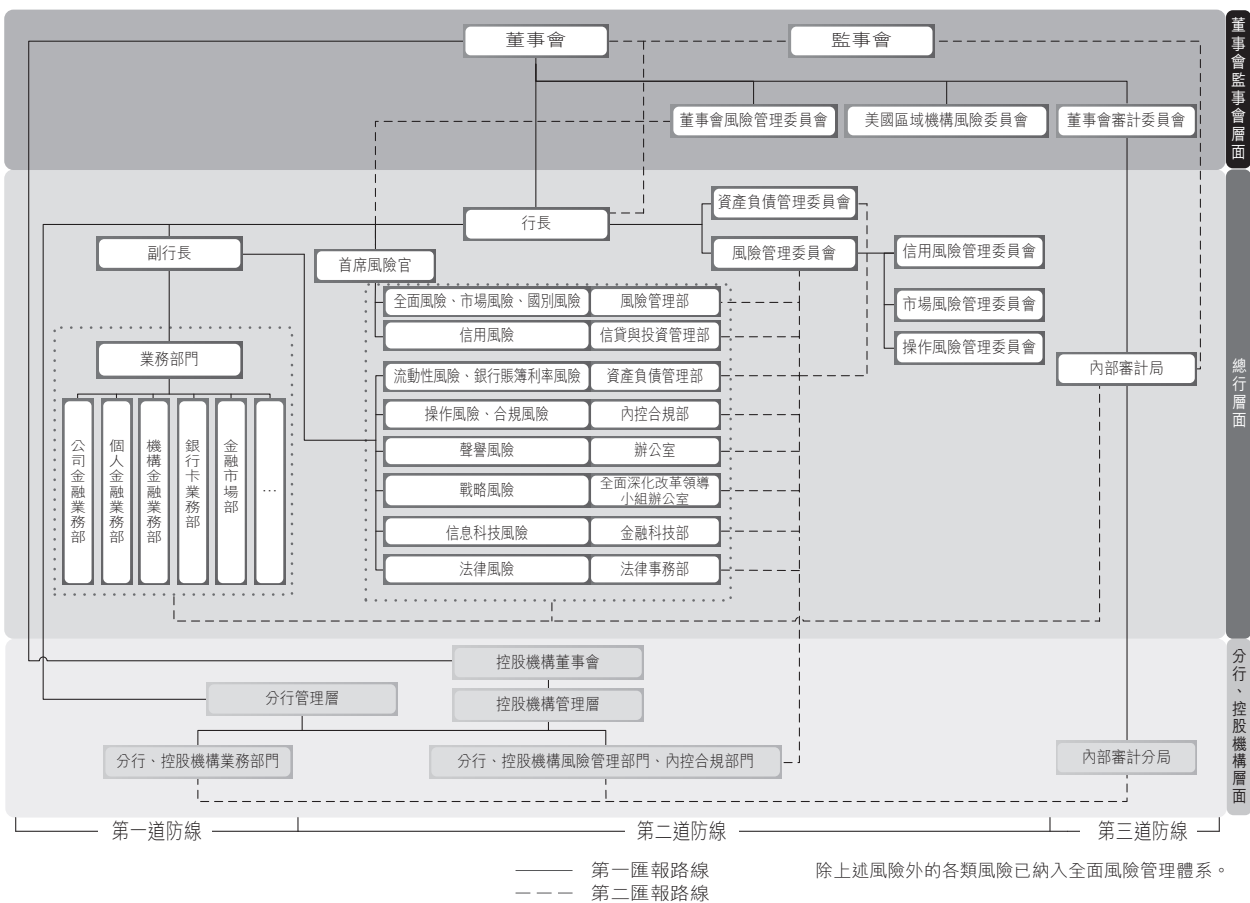 董事會
監事會
董事會風險管理委員會
美國區域機構風險委員會
董事會審計委員會
董事會監事會層面
行長
資產負債管理委員會
副行長
首席風險官
風險管理委員會
信用風險管理委員會
市場風險管理委員會
操作風險管理委員會
全面風險、市場風險、國別風險
風險管理部
信用風險
信貸與投資管理部
流動性風險、銀行賬簿利率風險
資產負債管理部
操作風險、合規風險
內控合規部
聲譽風險
辦公室
戰略風險
全面深化改革領導
小組辦公室
信息科技風險
金融科技部
法律風險
法律事務部
業務部門
公司金融業務部
個人金融業務部
機構金融業務部
銀行卡業務部
金融市場部
…
內部審計局
總行層面
控股機構董事會
分行管理層
控股機構管理層
分行、控股機構業務部門
分行、控股機構風險管理部門、內控合規部門
內部審計分局
分行、控股機構層面
第一道防線
第二道防線
第三道防線
第一匯報路線
第二匯報路線
除上述風險外的各類風險已納入全面風險管理體系。